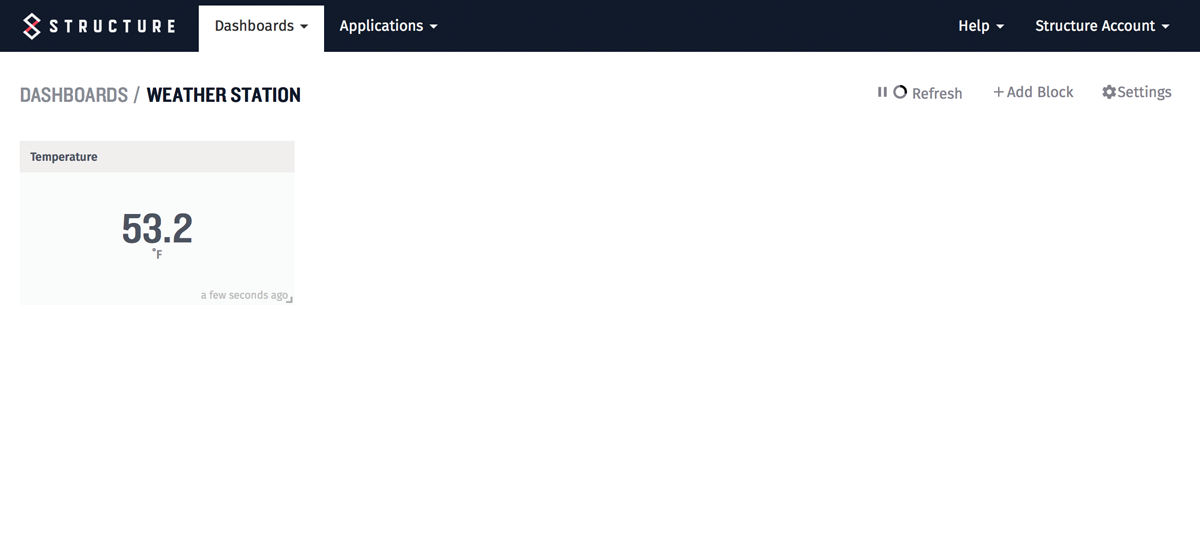 STRUCTURE Dashboards Applications Help Structure Account
DASHBOARDS / WEATHER STATION Refresh +Add Block Settings
Temperature
53.2
°F
a few seconds ago